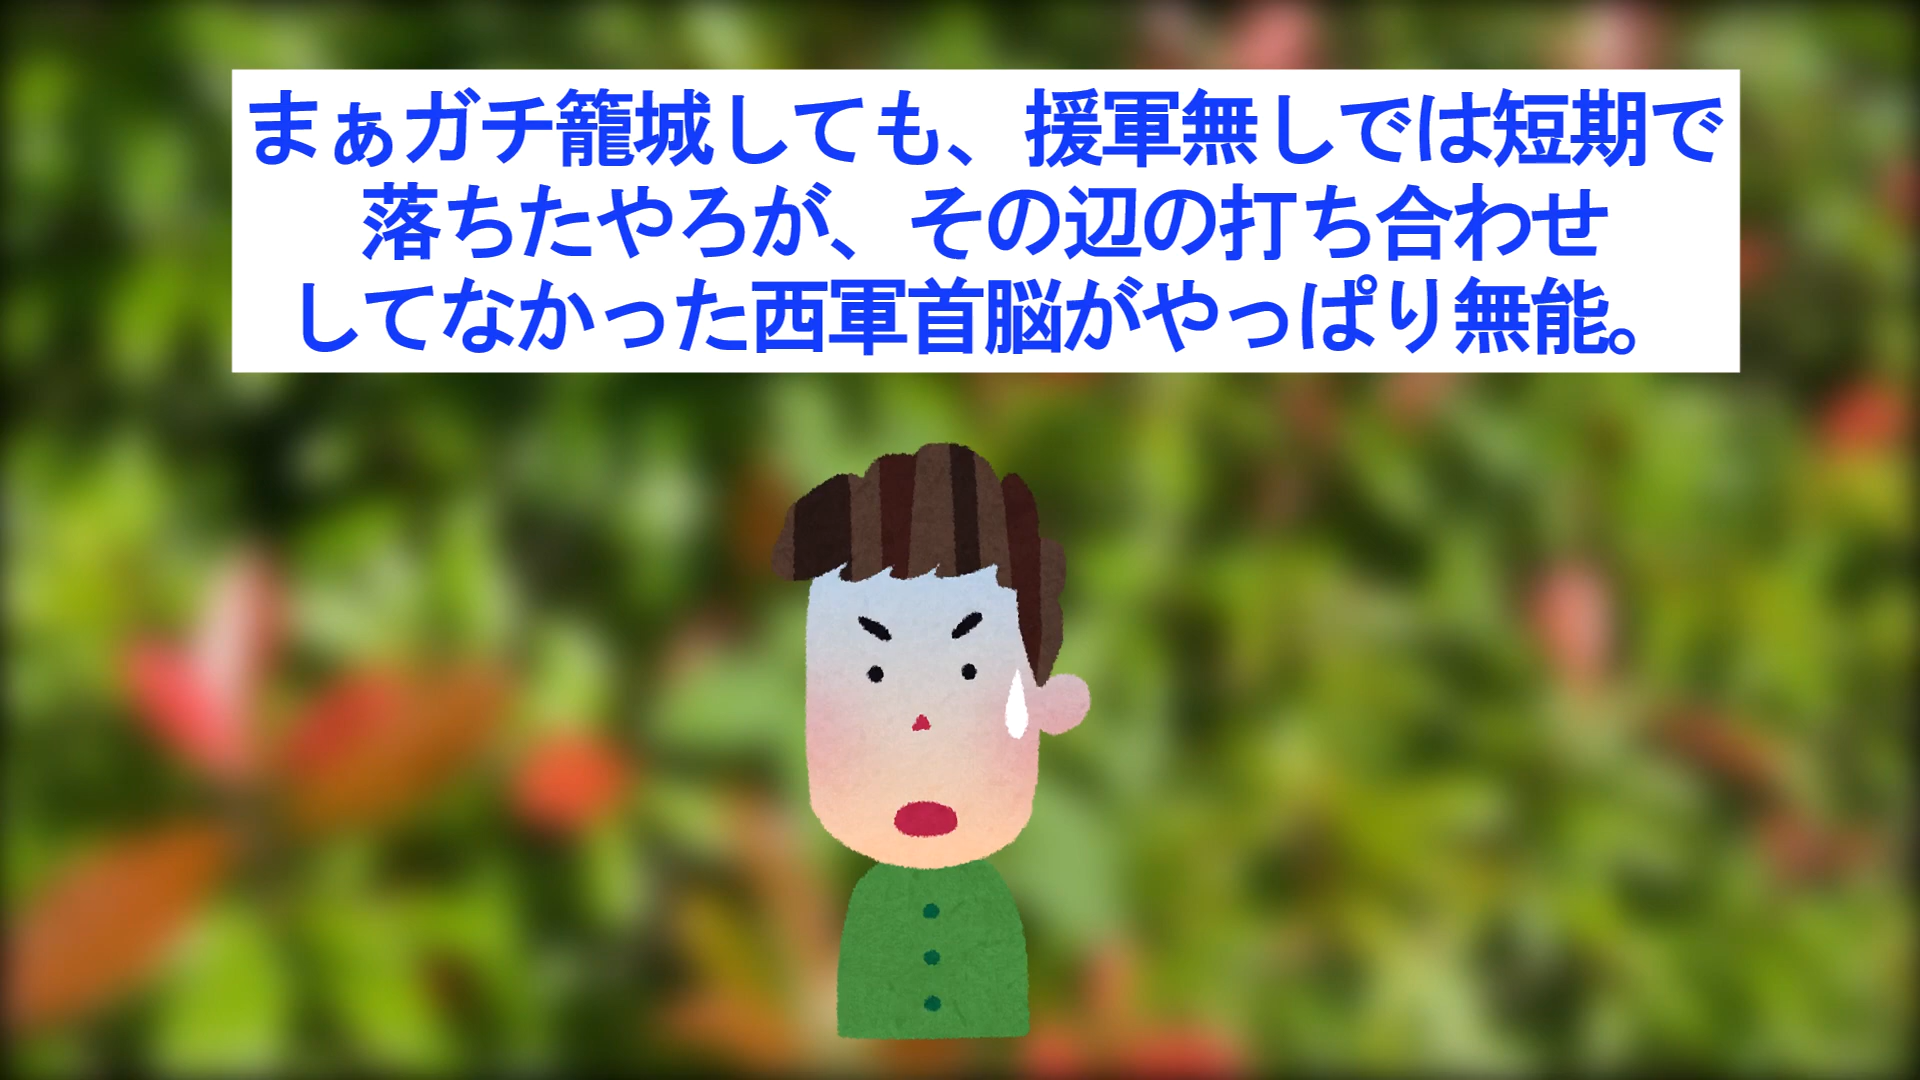 まぁガチ籠城しても、援軍無しでは短期で
落ちたやろが、その辺の打ち合わせ
してなかった西軍首脳がやっぱり無能。